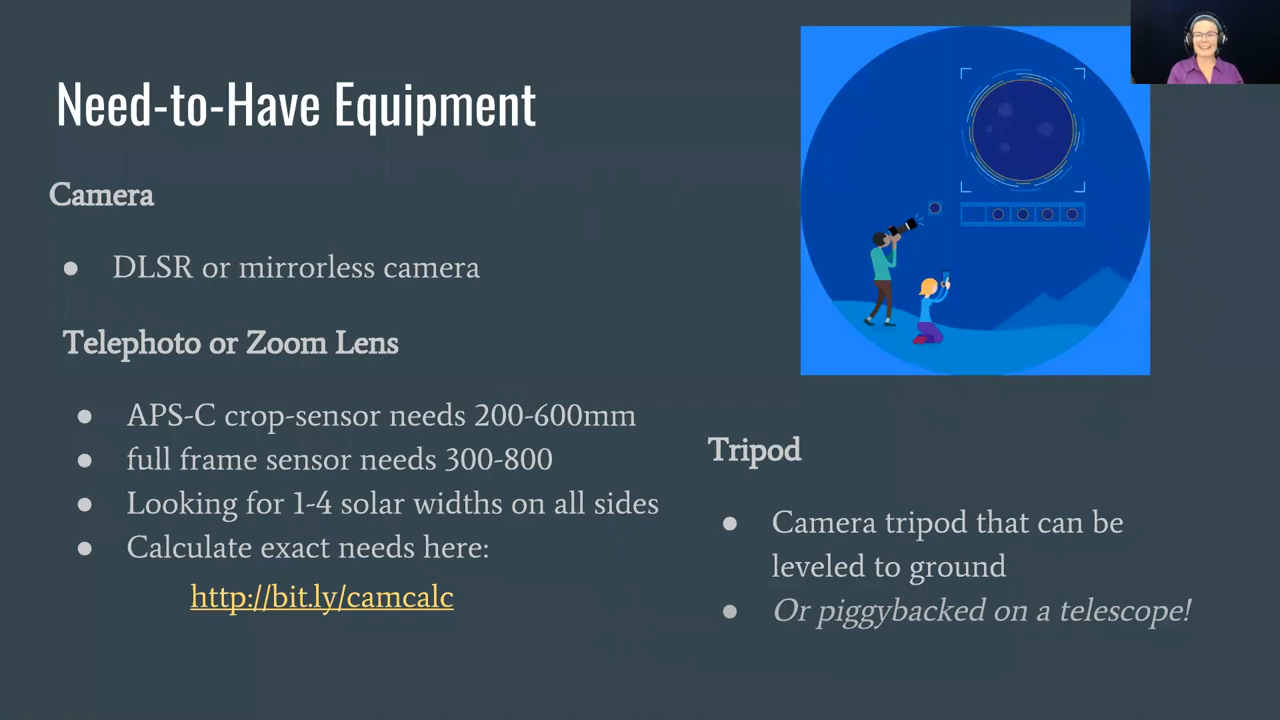 Need-to-Have Equipment
Camera
● DLSR or mirrorless camera
Telephoto or Zoom Lens
● APS-C crop-sensor needs 200-600mm
● full frame sensor needs 300-800
● Looking for 1-4 solar widths on all sides
● Calculate exact needs here:
http://bit.ly/camcalc
Tripod
● Camera tripod that can be
leveled to ground
● Or piggybacked on a telescope!